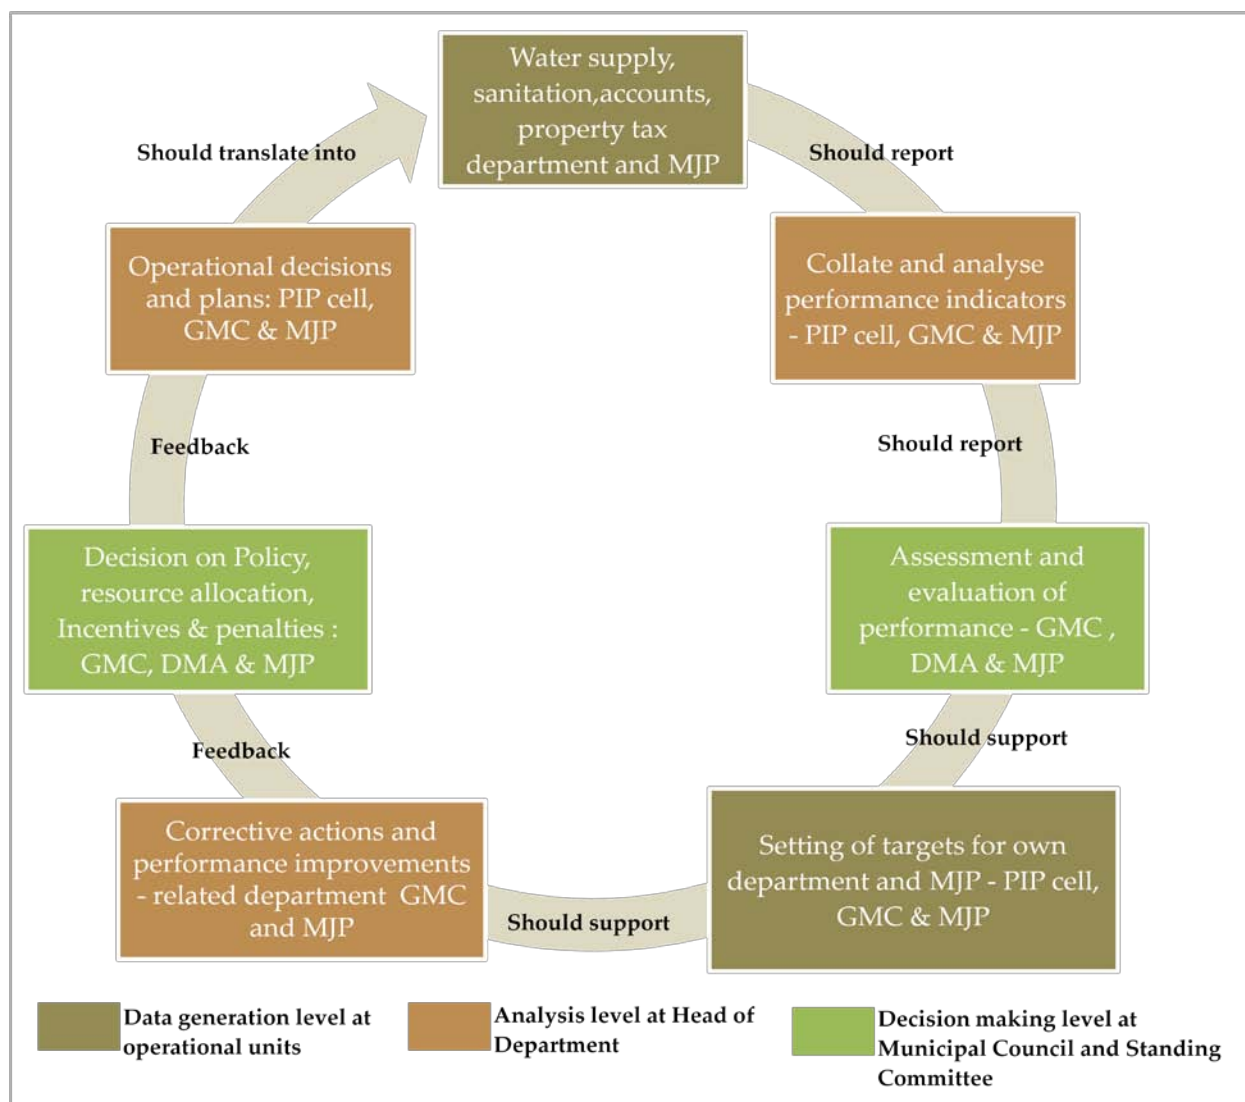 Water supply,
sanitation,accounts,
property tax
department and MJP
Should translate into
Should report
Operational decisions
and plans: PIP cell,
GMC & MJP
Collate and analyse
performance indicators
- PIP cell, GMC & MJP
Feedback
Should report
Decision on Policy,
resource allocation,
Incentives & penalties :
GMC, DMA & MJP
Assessment and
evaluation of
performance - GMC ,
DMA & MJP
Feedback
Should support
Corrective actions and
performance improvements
- related department GMC
and MJP
Should support
Setting of targets for own
department and MJP - PIP cell,
GMC & MJP
Data generation level at
operational units
Analysis level at Head of
Department
Decision making level at
Municipal Council and Standing
Committee